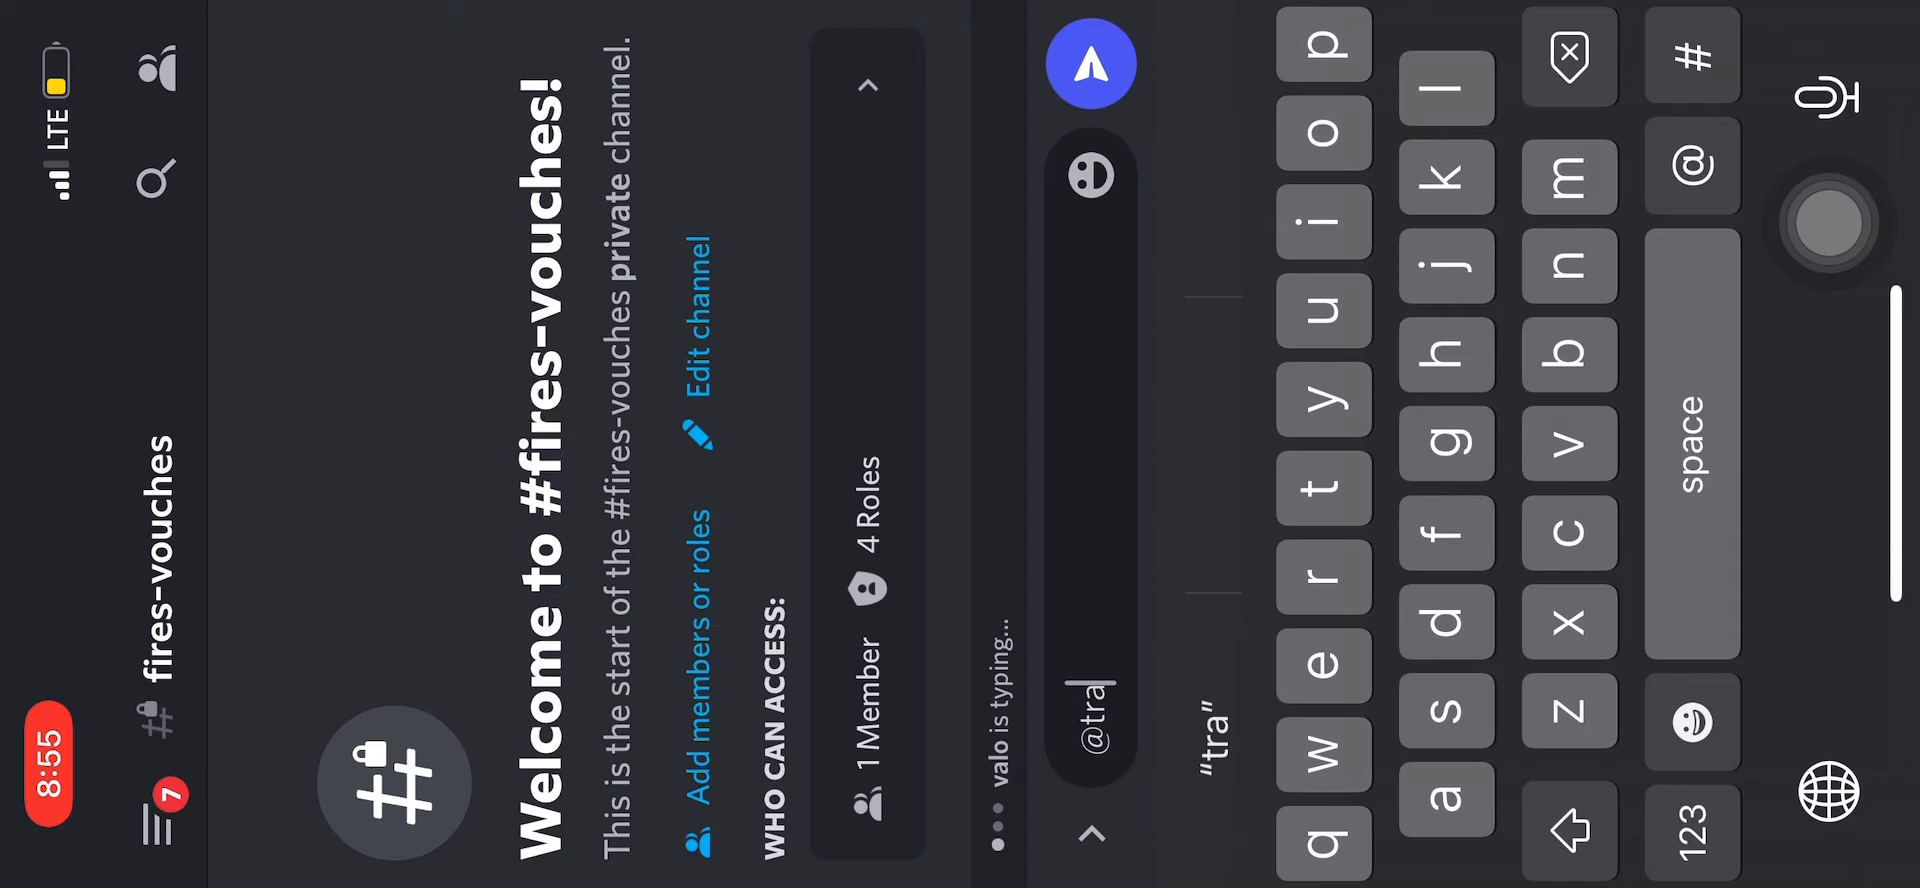 8:55
LTE
7
fires-vouches
Welcome to #fires-vouches!
This is the start of the #fires-vouches private channel.
Add members or roles
Edit channel
WHO CAN ACCESS:
1 Member
4 Roles
valo is typing...
@tra
"tra"
q w e r t y u i o p
a s d f g h j k l
z x c v b n m
123
space
@
#